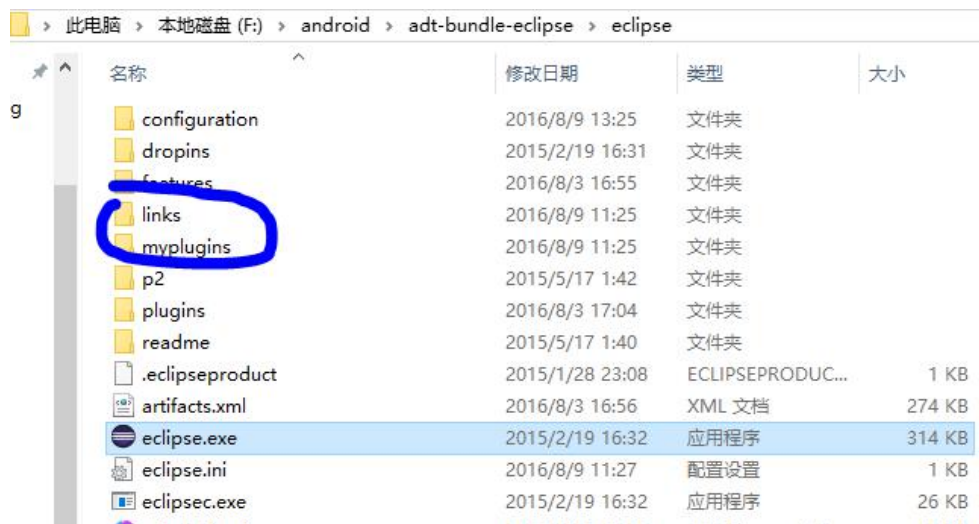 > 此电脑 > 本地磁盘 (F:) > android > adt-bundle-eclipse > eclipse
名称 修改日期 类型 大小
g
configuration 2016/8/9 13:25 文件夹
dropins 2015/2/19 16:31 文件夹
features 2016/8/3 16:55 文件夹
links 2016/8/9 11:25 文件夹
myplugins 2016/8/9 11:25 文件夹
p2 2015/5/17 1:42 文件夹
plugins 2016/8/3 17:04 文件夹
readme 2015/5/17 1:40 文件夹
.eclipseproduct 2015/1/28 23:08 ECLIPSEPRODUC... 1 KB
artifacts.xml 2016/8/3 16:56 XML 文档 274 KB
eclipse.exe 2015/2/19 16:32 应用程序 314 KB
eclipse.ini 2016/8/9 11:27 配置设置 1 KB
eclipsec.exe 2015/2/19 16:32 应用程序 26 KB